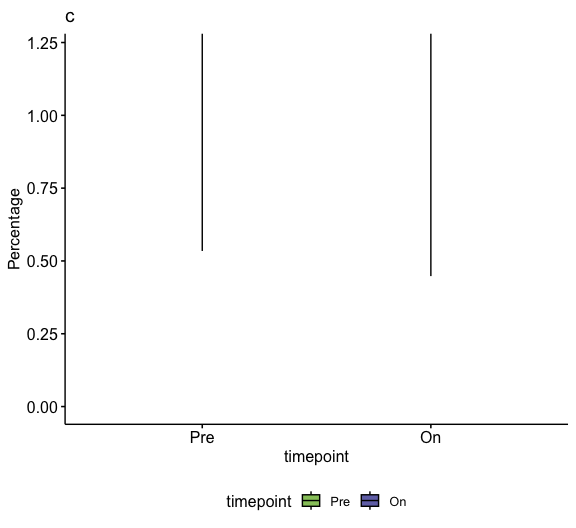 c
1.25
1.00
0.75
0.50
0.25
0.00
Percentage
Pre On
timepoint
timepoint Pre On